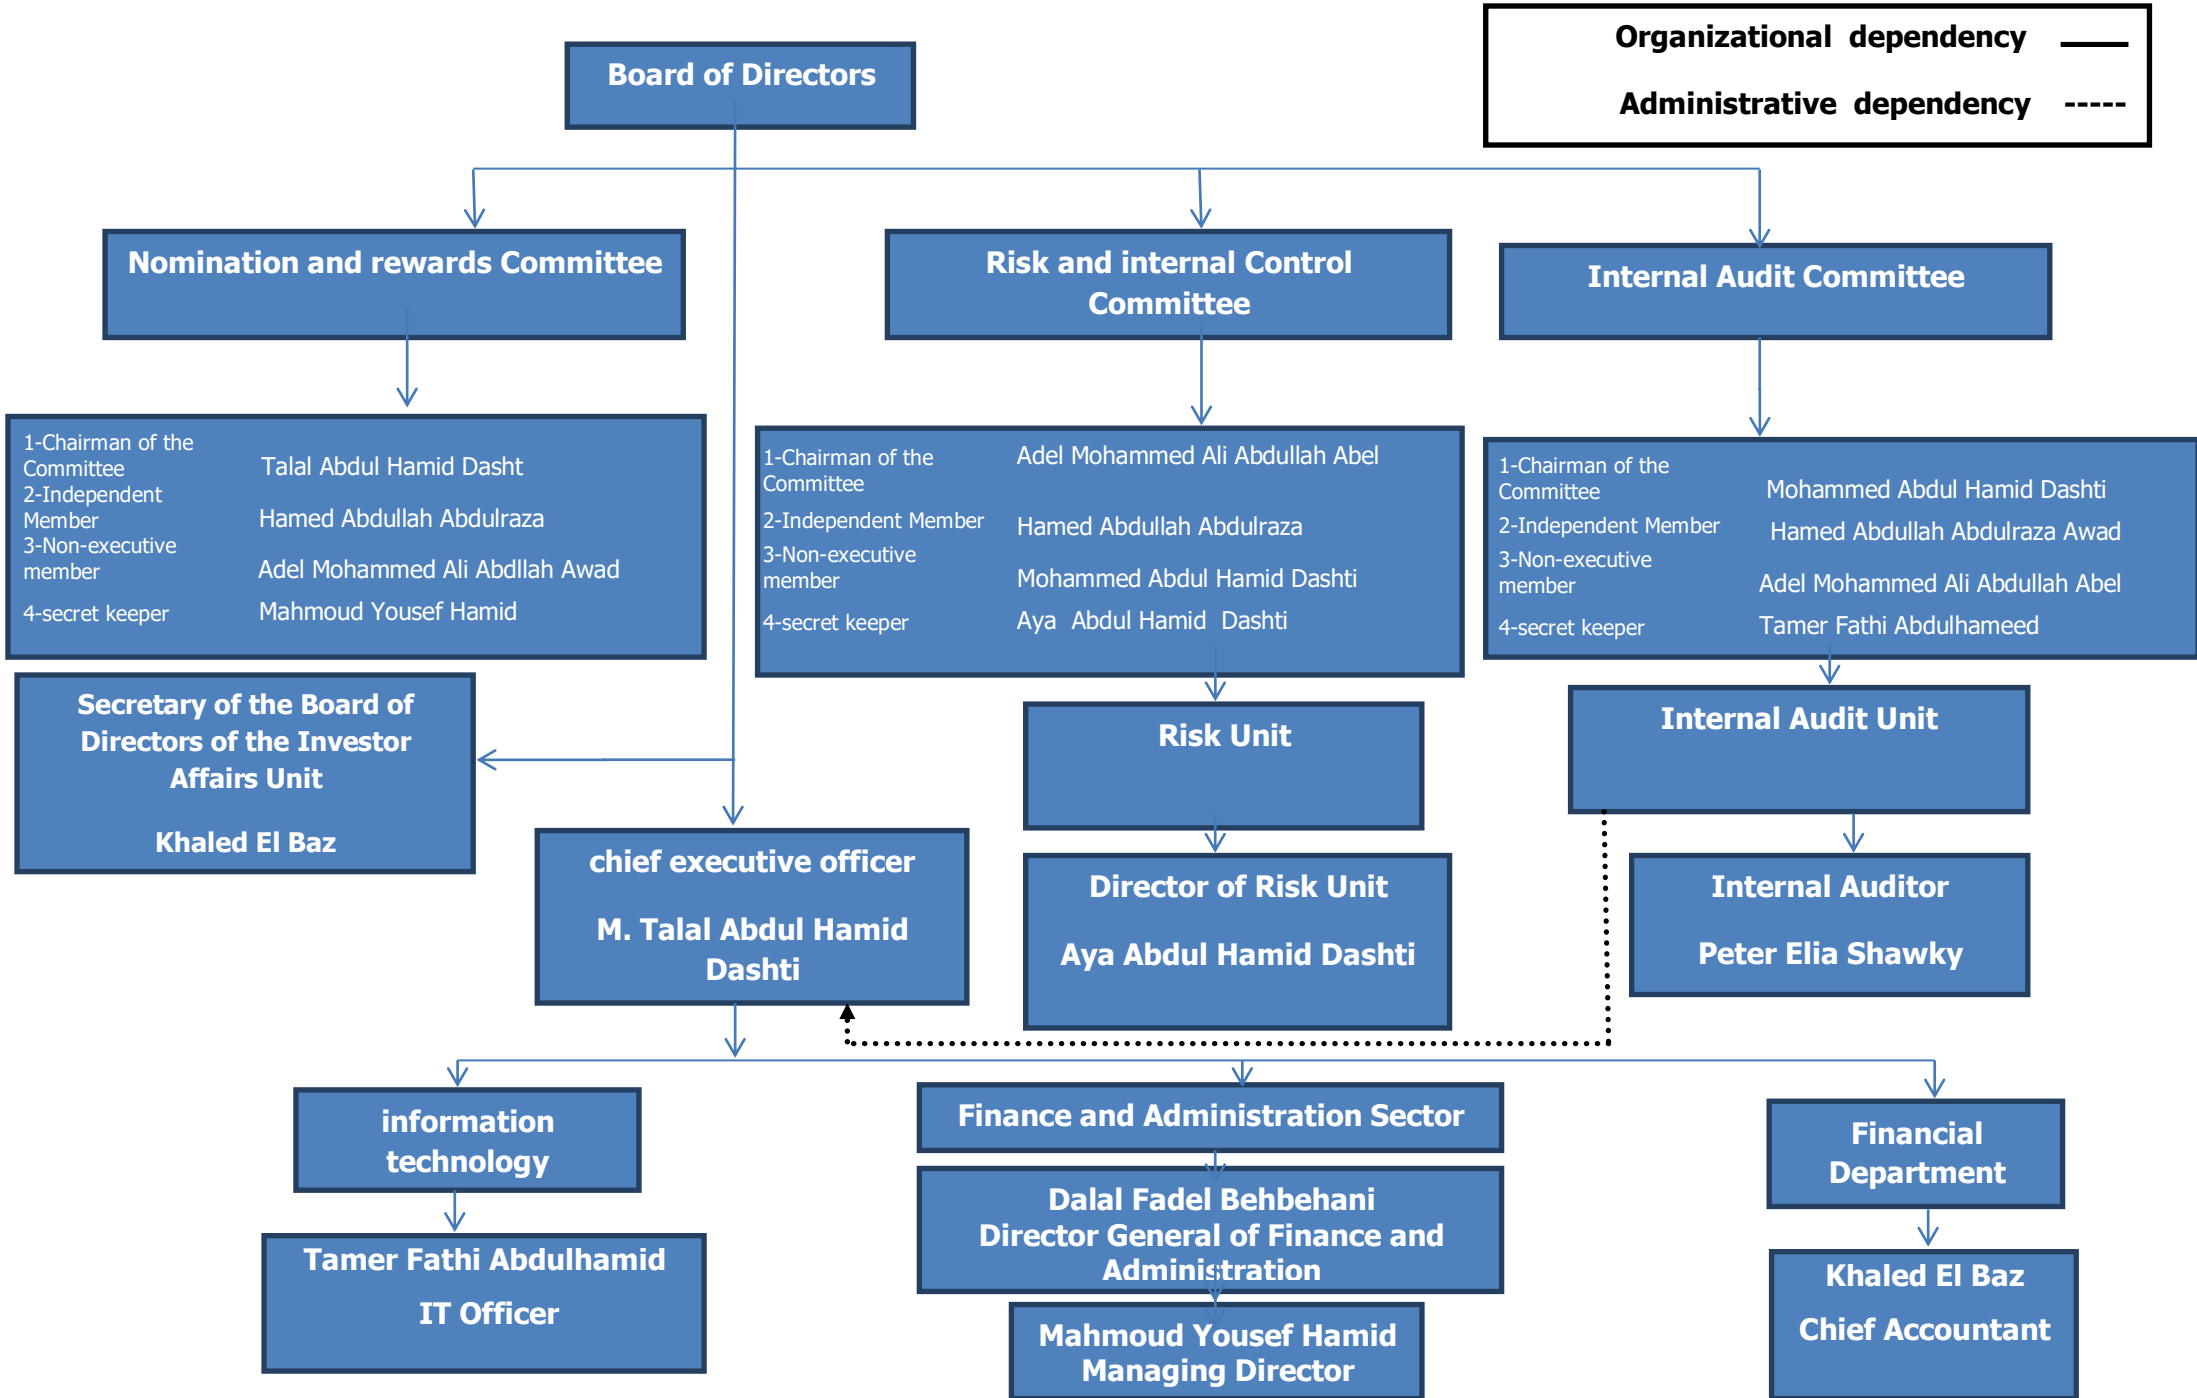 Organizational dependency
Administrative dependency
Board of Directors
Nomination and rewards Committee
Risk and internal Control
Committee
Internal Audit Committee
1-Chairman of the
Committee
Talal Abdul Hamid Dasht
2-Independent
Member
Hamed Abdullah Abdulraza
3-Non-executive
member
Adel Mohammed Ali Abdllah Awad
4-secret keeper
Mahmoud Yousef Hamid
1-Chairman of the
Committee
Adel Mohammed Ali Abdullah Abel
2-Independent Member
Hamed Abdullah Abdulraza
3-Non-executive
member
Mohammed Abdul Hamid Dashti
4-secret keeper
Aya Abdul Hamid Dashti
1-Chairman of the
Committee
Mohammed Abdul Hamid Dashti
2-Independent Member
Hamed Abdullah Abdulraza Awad
3-Non-executive
member
Adel Mohammed Ali Abdullah Abel
4-secret keeper
Tamer Fathi Abdulhameed
Secretary of the Board of
Directors of the Investor
Affairs Unit
Khaled El Baz
Risk Unit
Internal Audit Unit
chief executive officer
M. Talal Abdul Hamid
Dashti
Director of Risk Unit
Aya Abdul Hamid Dashti
Internal Auditor
Peter Elia Shawky
information
technology
Finance and Administration Sector
Financial
Department
Tamer Fathi Abdulhamid
IT Officer
Dalal Fadel Behbehani
Director General of Finance and
Administration
Mahmoud Yousef Hamid
Managing Director
Khaled El Baz
Chief Accountant